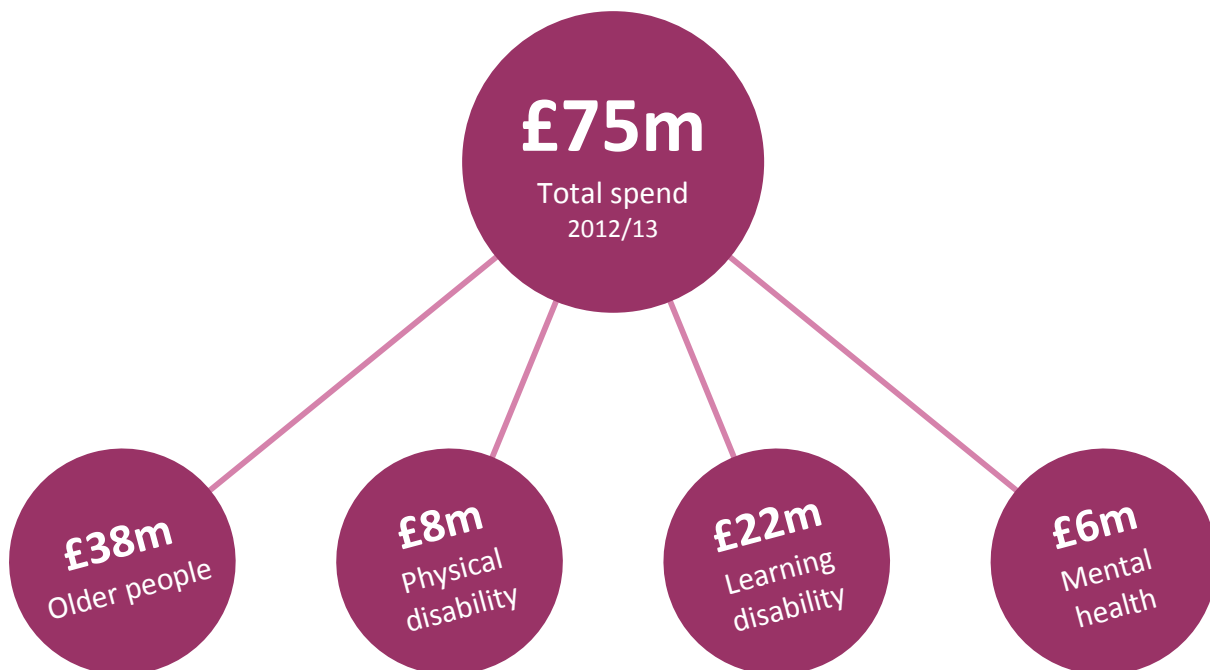 £75m
Total spend
2012/13
£38m
Older people
£8m
Physical
disability
£22m
Learning
disability
£6m
Mental
health